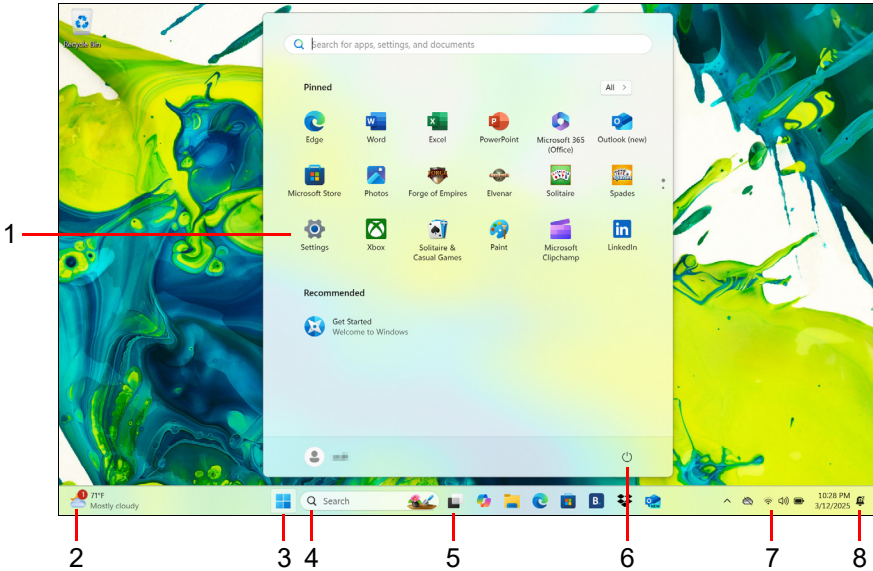 Recycle Bin
Search for apps, settings, and documents
Pinned
All
Edge
Word
Excel
PowerPoint
Microsoft 365
(Office)
Outlook (new)
Microsoft Store
Photos
Forge of Empires
Elvenar
Solitaire
Spades
1
Settings
Xbox
Solitaire &
Casual Games
Paint
Microsoft
Clipchamp
LinkedIn
Recommended
Get Started
Welcome to Windows
1
71°F
Mostly cloudy
Search
B.
10:28 PM
3/12/2025
2 3 4 5 6 7 8